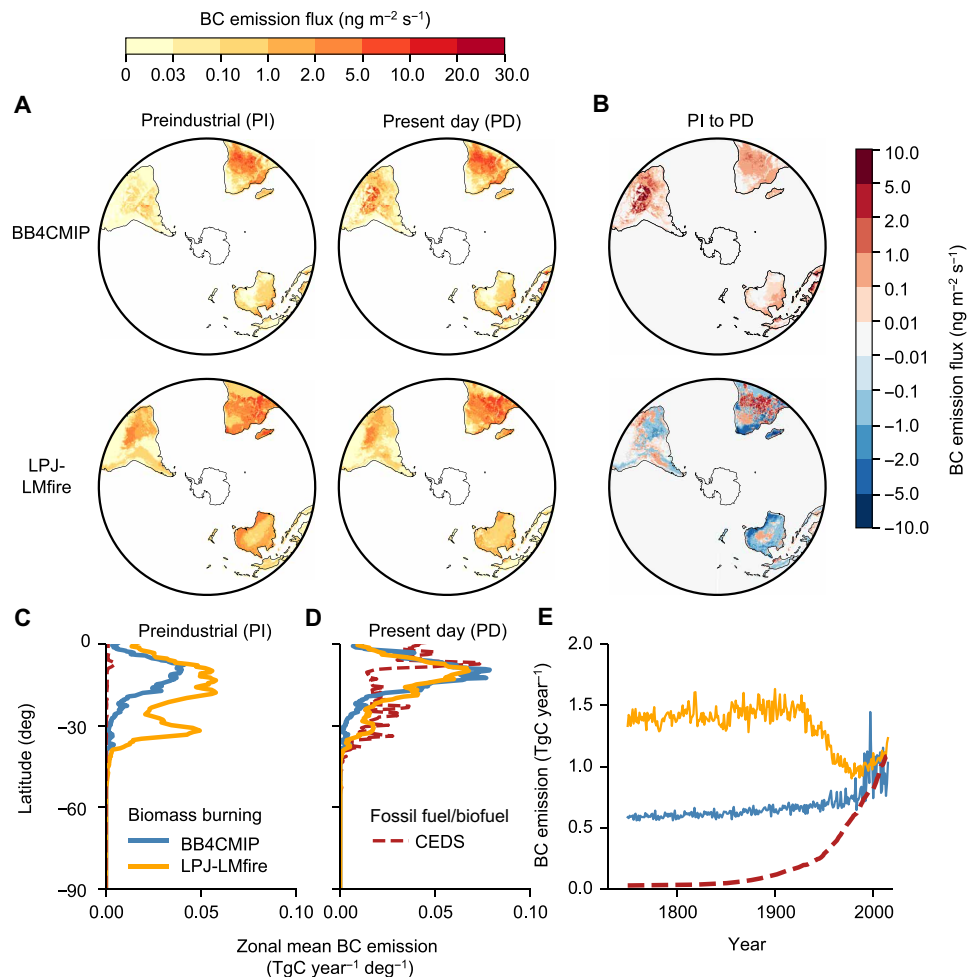 BC emission flux (ng m⁻² s⁻¹)
0 0.03 0.10 1.0 2.0 5.0 10.0 20.0 30.0
A
B
Preindustrial (PI)
Present day (PD)
PI to PD
BB4CMIP
LPJ-
LMfire
10.0
5.0
2.0
1.0
0.1
0.01
−0.01
−0.1
−1.0
−2.0
−5.0
−10.0
BC emission flux (ng m⁻² s⁻¹)
C
Preindustrial (PI)
D
Present day (PD)
E
0
−30
−60
−90
Latitude (deg)
Biomass burning
BB4CMIP
LPJ-LMfire
Fossil fuel/biofuel
CEDS
0.00 0.05 0.10
0.00 0.05 0.10
Zonal mean BC emission
(TgC year⁻¹ deg⁻¹)
BC emission (TgC year⁻¹)
2.0
1.5
1.0
0.5
0.0
1800 1900 2000
Year